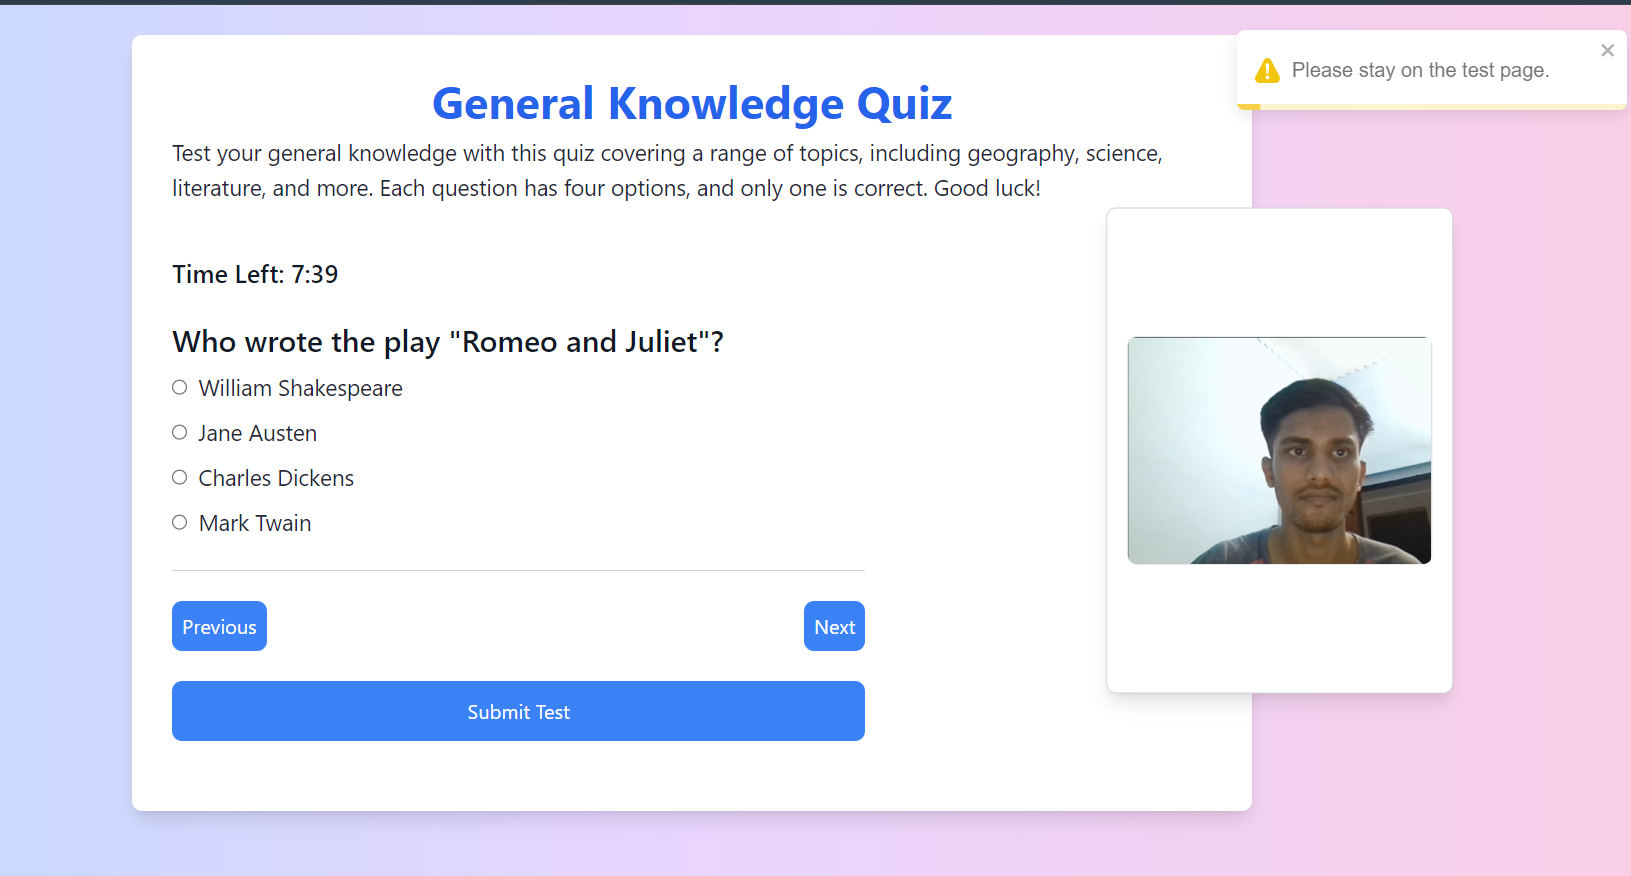 Please stay on the test page.
General Knowledge Quiz
Test your general knowledge with this quiz covering a range of topics, including geography, science,
literature, and more. Each question has four options, and only one is correct. Good luck!
Time Left: 7:39
Who wrote the play "Romeo and Juliet"?
William Shakespeare
Jane Austen
Charles Dickens
Mark Twain
Previous
Next
Submit Test